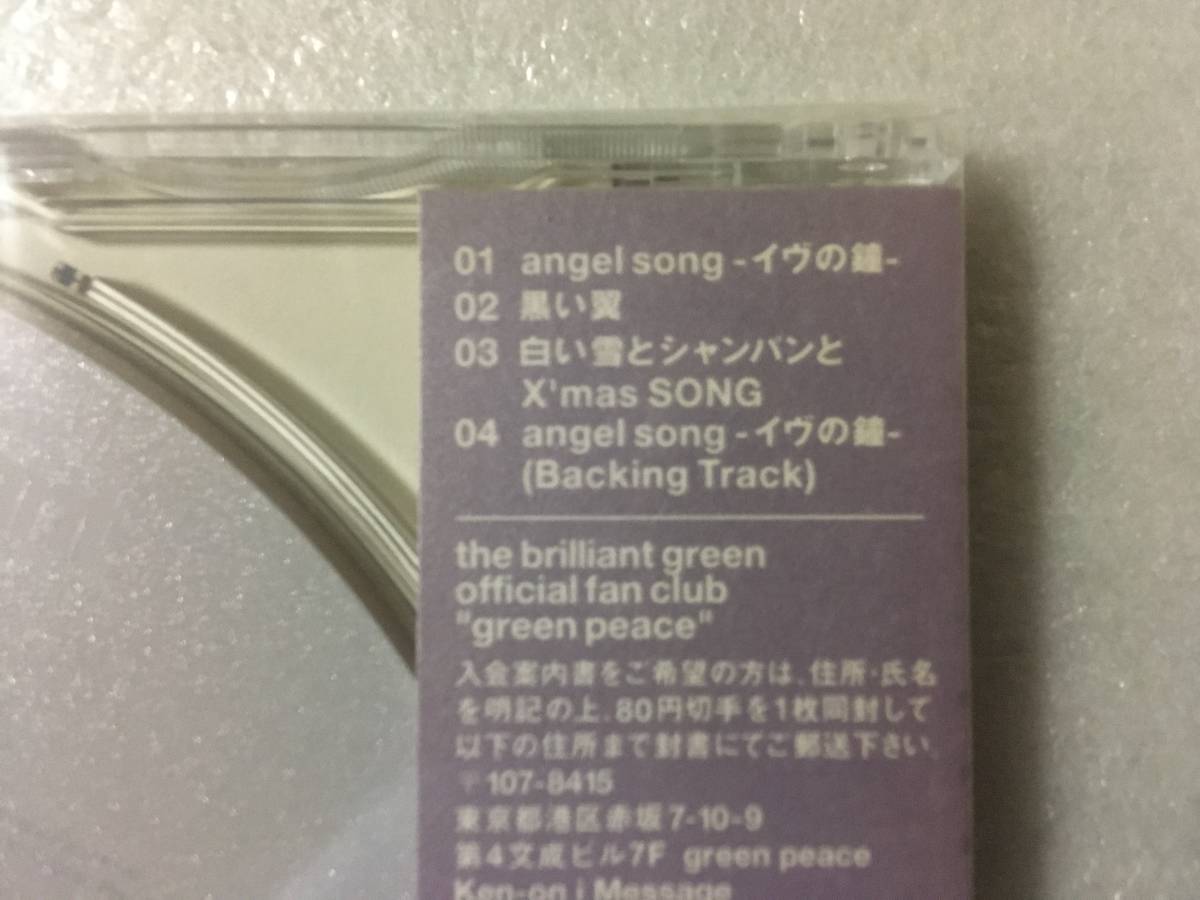 01 angel song -イヴの鐘-
02 黒い翼
03 白い雪とシャンパンと
X'mas SONG
04 angel song -イヴの鐘-
(Backing Track)
the brilliant green
official fan club
"green peace"
入会案内書をご希望の方は、住所・氏名
を明記の上、80円切手を1枚同封して
以下の住所まで封書にてご郵送下さい。
〒107-8415
東京都港区赤坂7-10-9
第4文成ビル7F green peace
Ken-on i Message